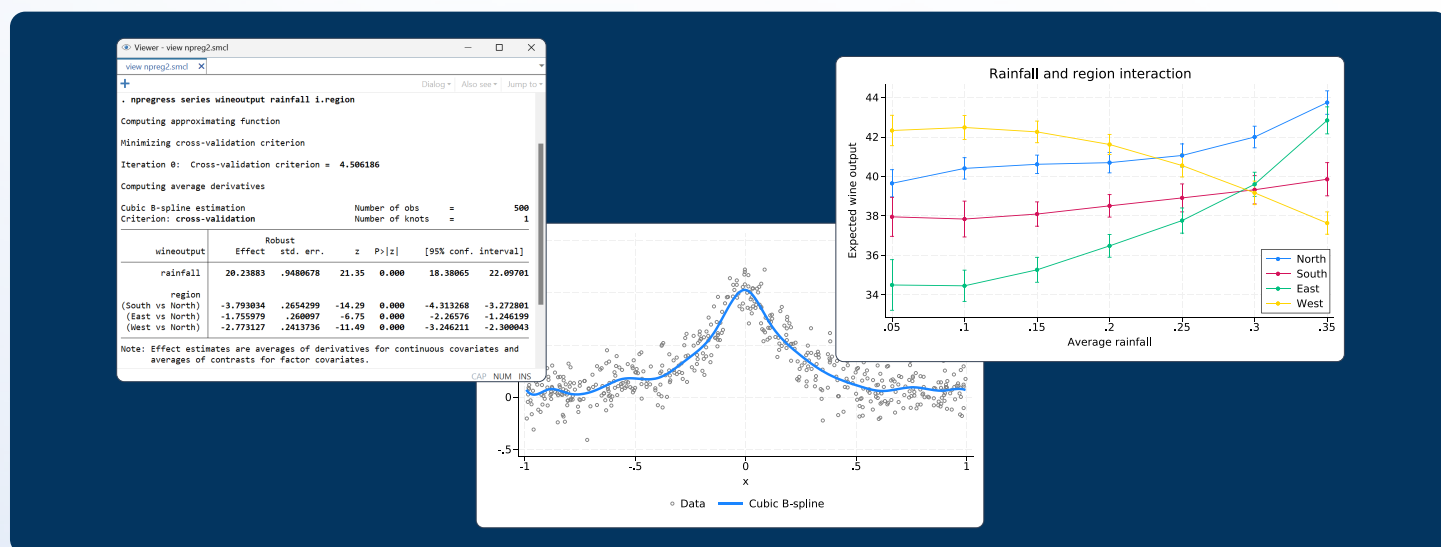 Viewer - view npreg2.smcl
view npreg2.smcl
Dialog Also see Jump to
. npregress series wineoutput rainfall i.region
Computing approximating function
Minimizing cross-validation criterion
Iteration 0: Cross-validation criterion = 4.506186
Computing average derivatives
Cubic B-spline estimation Number of obs = 500
Criterion: cross-validation Number of knots = 1
Robust
wineoutput Effect std. err. z P>|z| [95% conf. interval]
rainfall 20.23883 .9480678 21.35 0.000 18.38065 22.09701
region
(South vs North) -3.793034 .2654299 -14.29 0.000 -4.313268 -3.272801
(East vs North) -1.755979 .260097 -6.75 0.000 -2.26576 -1.246199
(West vs North) -2.773127 .2413736 -11.49 0.000 -3.246211 -2.300043
Note: Effect estimates are averages of derivatives for continuous covariates and
averages of contrasts for factor covariates.
CAP NUM INS
0
-.5
-1 -.5 0 .5 1
x
Data Cubic B-spline
Rainfall and region interaction
Expected wine output
44
42
40
38
36
34
North
South
East
West
.05 .1 .15 .2 .25 .3 .35
Average rainfall